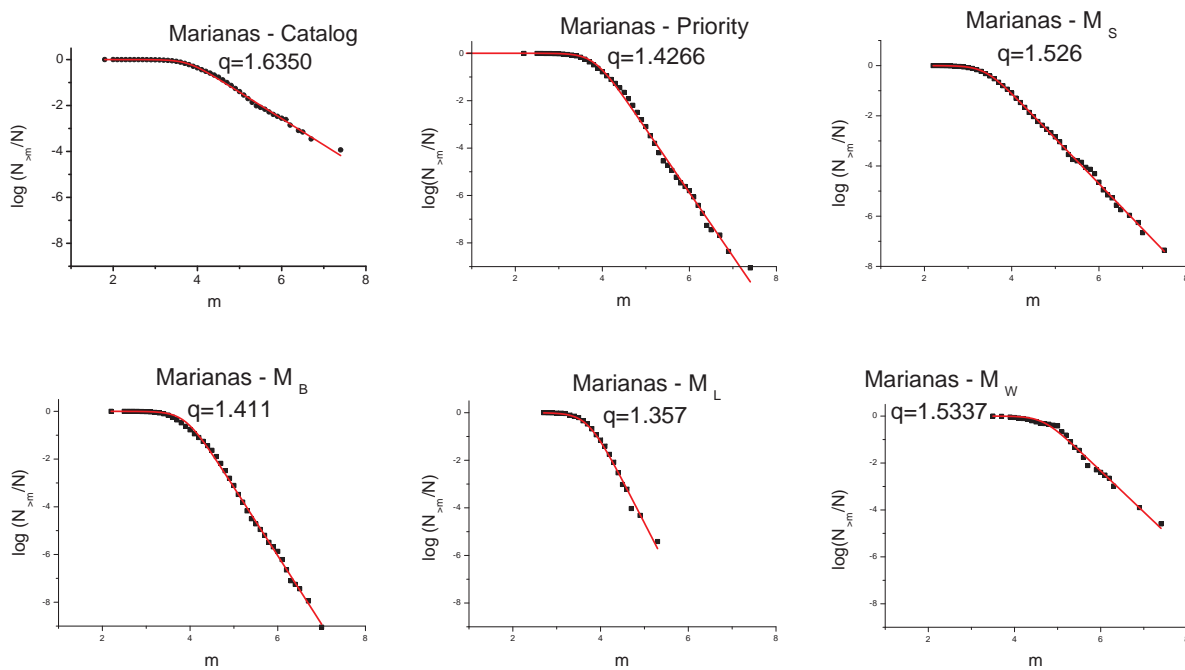 Marianas - Catalog
q=1.6350
0
-2
-4
-6
-8
2 4 6 8
log (N>m/N)
m
Marianas - Priority
q=1.4266
0
-2
-4
-6
-8
2 4 6 8
log(N>m/N)
m
Marianas - M S
q=1.526
0
-2
-4
-6
-8
2 4 6 8
log (N>m/N)
m
Marianas - M B
q=1.411
0
-2
-4
-6
-8
2 4 6 8
log (N>m/N)
m
Marianas - M L
q=1.357
0
-2
-4
-6
-8
2 4 6 8
log (N>m/N)
m
Marianas - M W
q=1.5337
0
-2
-4
-6
-8
2 4 6 8
log(N>m/N)
m